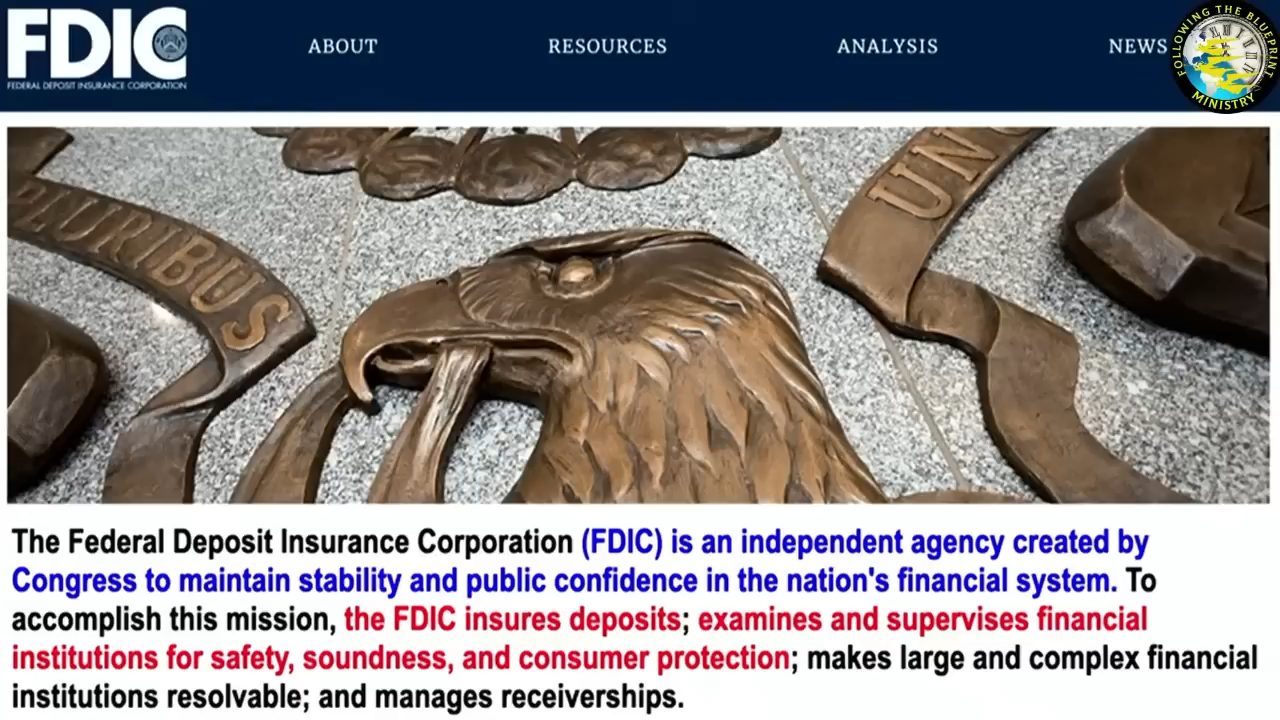 FDIC
FEDERAL DEPOSIT INSURANCE CORPORATION
ABOUT
RESOURCES
ANALYSIS
NEWS
FOLLOWING THE BLUEPRINT
MINISTRY
PLURIBUS
The Federal Deposit Insurance Corporation (FDIC) is an independent agency created by
Congress to maintain stability and public confidence in the nation's financial system. To
accomplish this mission, the FDIC insures deposits; examines and supervises financial
institutions for safety, soundness, and consumer protection; makes large and complex financial
institutions resolvable; and manages receiverships.